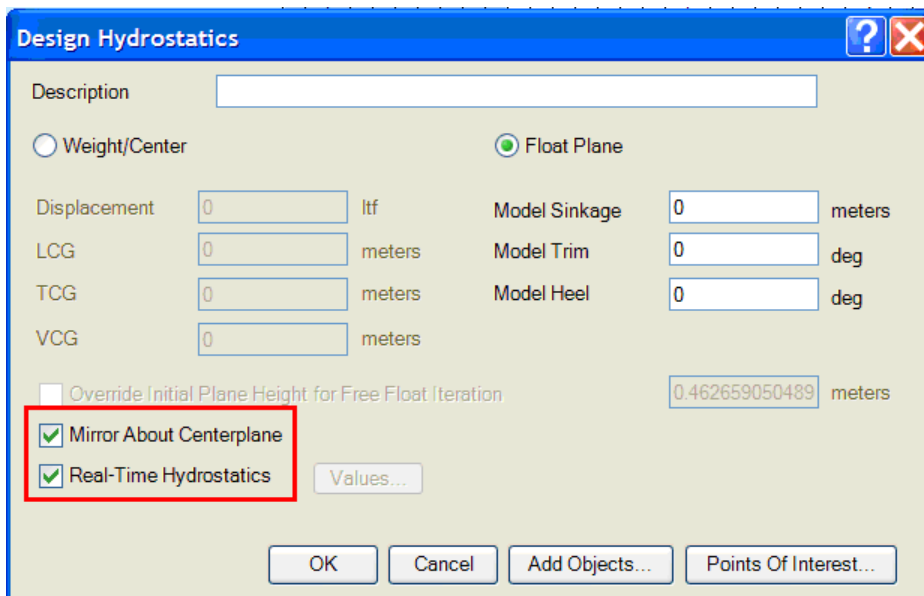 Design Hydrostatics ?
Description
Weight/Center Float Plane
Displacement 0 ltf Model Sinkage 0 meters
LCG 0 meters Model Trim 0 deg
TCG 0 meters Model Heel 0 deg
VCG 0 meters
Override Initial Plane Height for Free Float Iteration 0.462659050489 meters
Mirror About Centerplane
Real-Time Hydrostatics Values...
OK Cancel Add Objects... Points Of Interest...